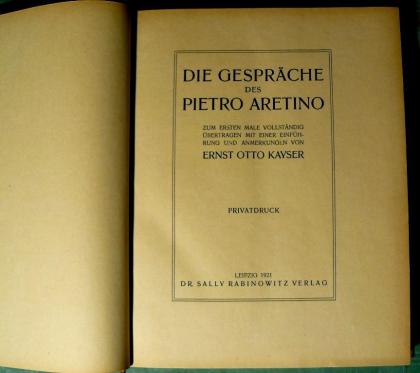 DIE GESPRÄCHE
DES
PIETRO ARETINO
ZUM ERSTEN MALE VOLLSTÄNDIG
ÜBERTRAGEN MIT EINER EINFÜH-
RUNG UND ANMERKUNGEN VON
ERNST OTTO KAYSER
PRIVATDRUCK
LEIPZIG 1921
DR. SALLY RABINOWITZ VERLAG